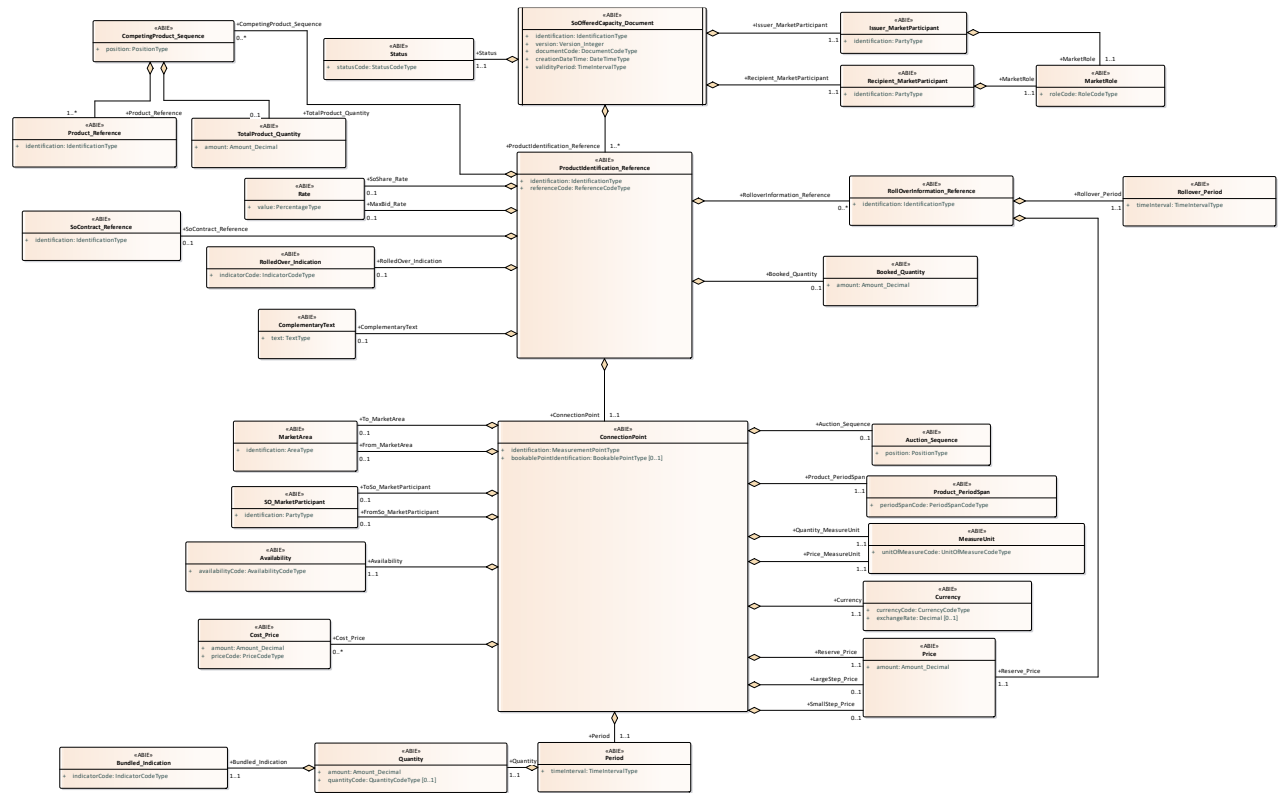 «ABIE»
CompetingProduct_Sequence
+ position: PositionType
+CompetingProduct_Sequence
0..*
«ABIE»
Status
+ statusCode: StatusCodeType
+Status
1..1
«ABIE»
SoOfferedCapacity_Document
+ identification: IdentificationType
+ version: Version_Integer
+ documentCode: DocumentCodeType
+ creationDateTime: DateTimeType
+ validityPeriod: TimeIntervalType
+Issuer_MarketParticipant
1..1
«ABIE»
Issuer_MarketParticipant
+ identification: PartyType
+MarketRole
1..1
+Recipient_MarketParticipant
1..1
«ABIE»
Recipient_MarketParticipant
+ identification: PartyType
+MarketRole
1..1
«ABIE»
MarketRole
+ roleCode: RoleCodeType
1..*
+Product_Reference
«ABIE»
Product_Reference
+ identification: IdentificationType
0..1
+TotalProduct_Quantity
«ABIE»
TotalProduct_Quantity
+ amount: Amount_Decimal
+ProductIdentification_Reference
1..*
«ABIE»
ProductIdentification_Reference
+ identification: IdentificationType
+ referenceCode: ReferenceCodeType
«ABIE»
Rate
+ value: PercentageType
+SoShare_Rate
0..1
+MaxBid_Rate
0..1
«ABIE»
SoContract_Reference
+ identification: IdentificationType
+SoContract_Reference
0..1
«ABIE»
RolledOver_Indication
+ indicatorCode: IndicatorCodeType
+RolledOver_Indication
0..1
«ABIE»
ComplementaryText
+ text: TextType
+ComplementaryText
0..1
+RolloverInformation_Reference
0..*
«ABIE»
RollOverInformation_Reference
+ identification: IdentificationType
+Rollover_Period
1..1
«ABIE»
Rollover_Period
+ timeInterval: TimeIntervalType
+Booked_Quantity
0..1
«ABIE»
Booked_Quantity
+ amount: Amount_Decimal
+ConnectionPoint
1..1
«ABIE»
ConnectionPoint
+ identification: MeasurementPointType
+ bookablePointIdentification: BookablePointType [0..1]
«ABIE»
MarketArea
+ identification: AreaType
+To_MarketArea
0..1
+From_MarketArea
0..1
«ABIE»
SO_MarketParticipant
+ identification: PartyType
+ToSo_MarketParticipant
0..1
+FromSo_MarketParticipant
0..1
«ABIE»
Availability
+ availabilityCode: AvailabilityCodeType
+Availability
1..1
«ABIE»
Cost_Price
+ amount: Amount_Decimal
+ priceCode: PriceCodeType
+Cost_Price
0..*
+Auction_Sequence
0..1
«ABIE»
Auction_Sequence
+ position: PositionType
+Product_PeriodSpan
1..1
«ABIE»
Product_PeriodSpan
+ periodSpanCode: PeriodSpanCodeType
+Quantity_MeasureUnit
1..1
+Price_MeasureUnit
1..1
«ABIE»
MeasureUnit
+ unitOfMeasureCode: UnitOfMeasureCodeType
+Currency
1..1
«ABIE»
Currency
+ currencyCode: CurrencyCodeType
+ exchangeRate: Decimal [0..1]
+Reserve_Price
1..1
+LargeStep_Price
0..1
+SmallStep_Price
0..1
«ABIE»
Price
+ amount: Amount_Decimal
+Reserve_Price
1..1
+Period
1..1
«ABIE»
Period
+ timeInterval: TimeIntervalType
+Quantity
1..1
«ABIE»
Quantity
+ amount: Amount_Decimal
+ quantityCode: QuantityCodeType [0..1]
+Bundled_Indication
1..1
«ABIE»
Bundled_Indication
+ indicatorCode: IndicatorCodeType